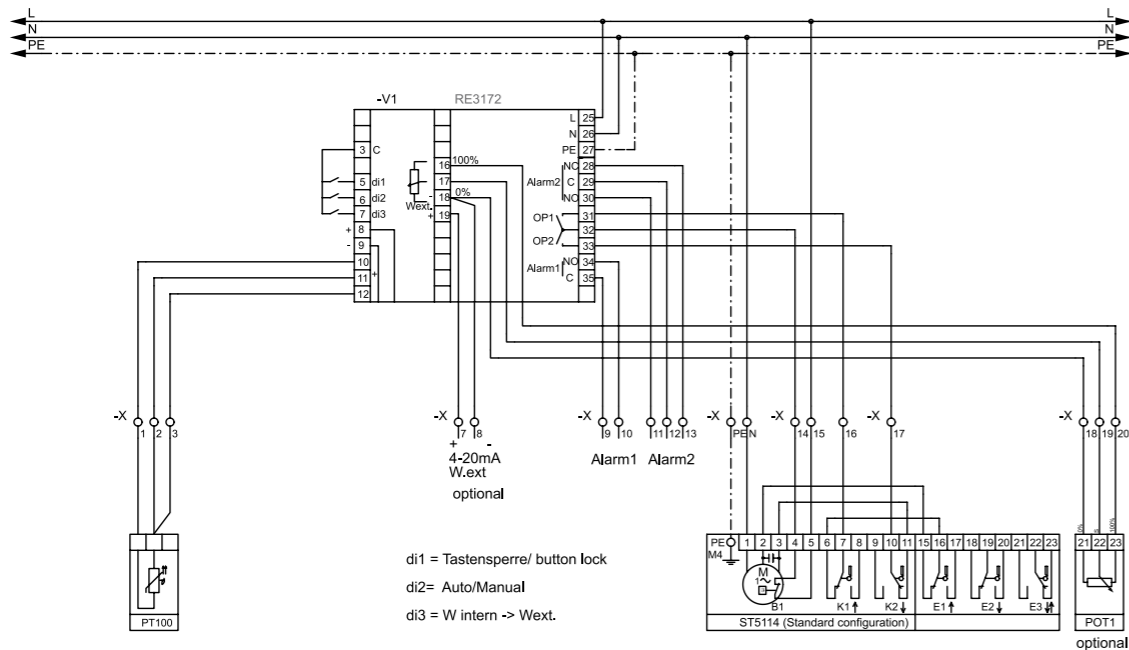 L L
N N
PE PE
-V1 RE3172
L 25
N 26
3 C PE 27
16 100% NC 28
5 di1 17 Alarm2 C 29
6 di2 - 18 0% NO 30
7 di3 Wext. + 19 OP1 31
+ 8 32
- 9 OP2 33
10 NO 34
11 + Alarm1 C 35
12
-X 1 2 3 -X 7 8 -X 9 10 11 12 13 -X PE N -X 14 15 16 17 -X 18 19 20
+ -
4-20mA Alarm1 Alarm2
W.ext
optional
0% S 100%
PE 1 2 3 4 5 6 7 8 9 10 11 15 16 17 18 19 20 21 22 23 21 22 23
M4
M
1~
B1 K1 K2 E1 E2 E3
di1 = Tastensperre/ button lock
di2= Auto/Manual
di3 = W intern -> Wext.
PT100 ST5114 (Standard configuration) POT1
optional